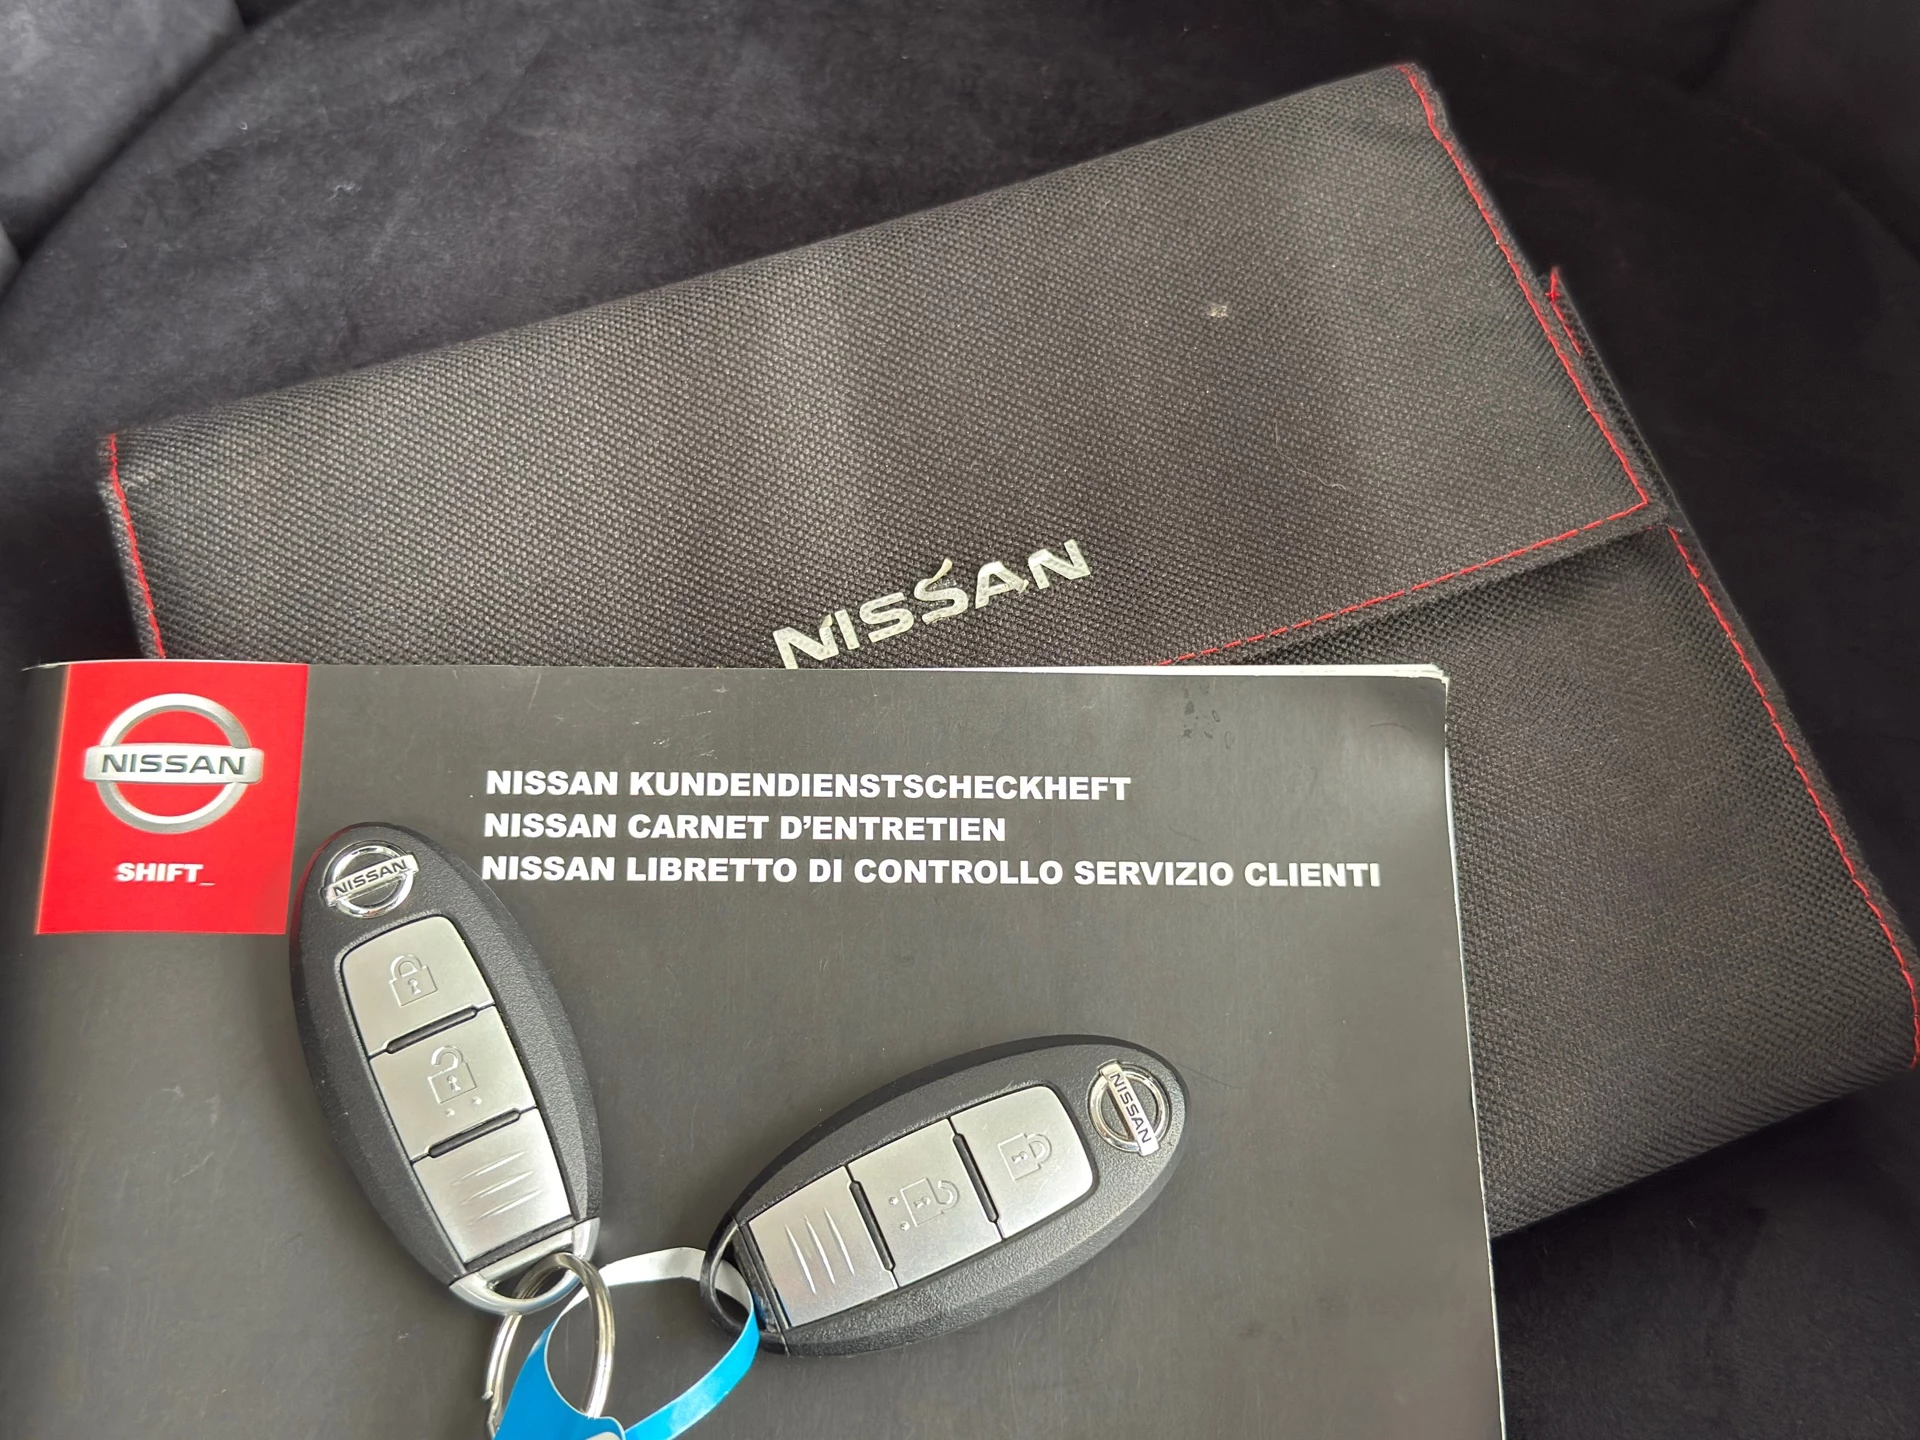 NISSAN
NISSAN
SHIFT_
NISSAN KUNDENDIENSTSCHECKHEFT
NISSAN CARNET D’ENTRETIEN
NISSAN LIBRETTO DI CONTROLLO SERVIZIO CLIENTI
NISSAN
NISSAN